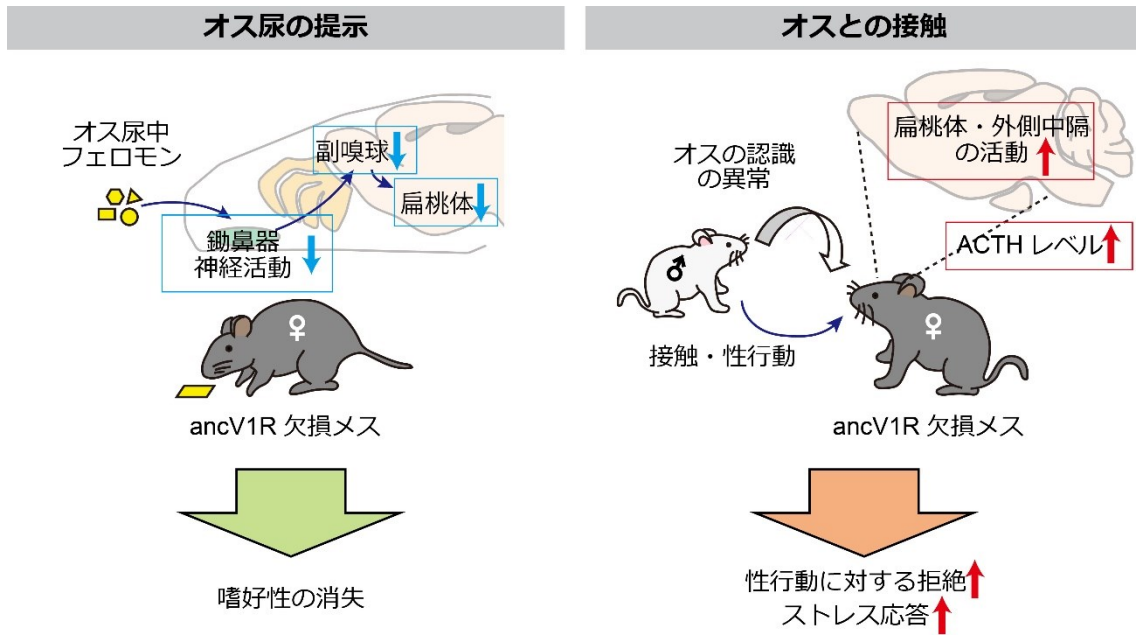 オス尿の提示
オス尿中
フェロモン
副嗅球
扁桃体
鋤鼻器
神経活動
♀
ancV1R 欠損メス
嗜好性の消失
オスとの接触
オスの認識
の異常
扁桃体・外側中隔
の活動
ACTH レベル
♂
♀
接触・性行動
ancV1R 欠損メス
性行動に対する拒絶
ストレス応答